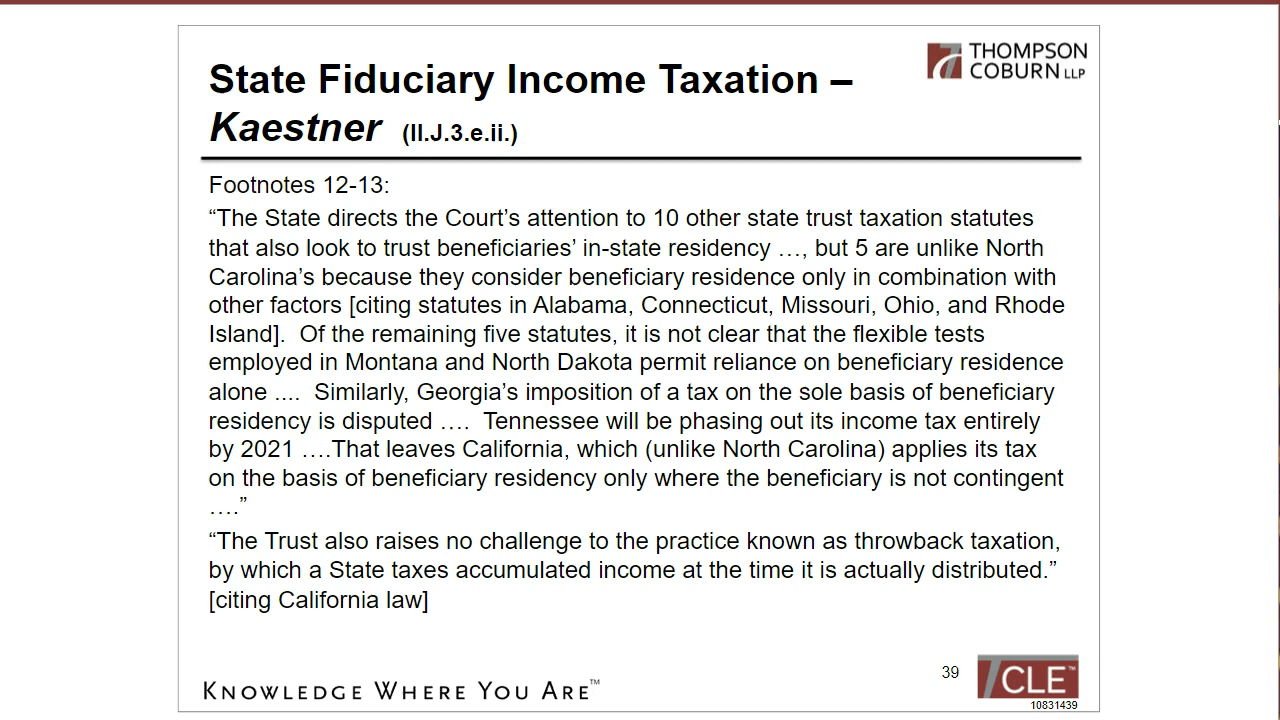 THOMPSON
COBURN LLP
State Fiduciary Income Taxation –
Kaestner (II.J.3.e.ii.)
Footnotes 12-13:
“The State directs the Court’s attention to 10 other state trust taxation statutes
that also look to trust beneficiaries’ in-state residency …, but 5 are unlike North
Carolina’s because they consider beneficiary residence only in combination with
other factors [citing statutes in Alabama, Connecticut, Missouri, Ohio, and Rhode
Island].  Of the remaining five statutes, it is not clear that the flexible tests
employed in Montana and North Dakota permit reliance on beneficiary residence
alone ....  Similarly, Georgia’s imposition of a tax on the sole basis of beneficiary
residency is disputed ….  Tennessee will be phasing out its income tax entirely
by 2021 ….That leaves California, which (unlike North Carolina) applies its tax
on the basis of beneficiary residency only where the beneficiary is not contingent
….”
“The Trust also raises no challenge to the practice known as throwback taxation,
by which a State taxes accumulated income at the time it is actually distributed.”
[citing California law]
KNOWLEDGE WHERE YOU ARE™
39
CLE™
10831439